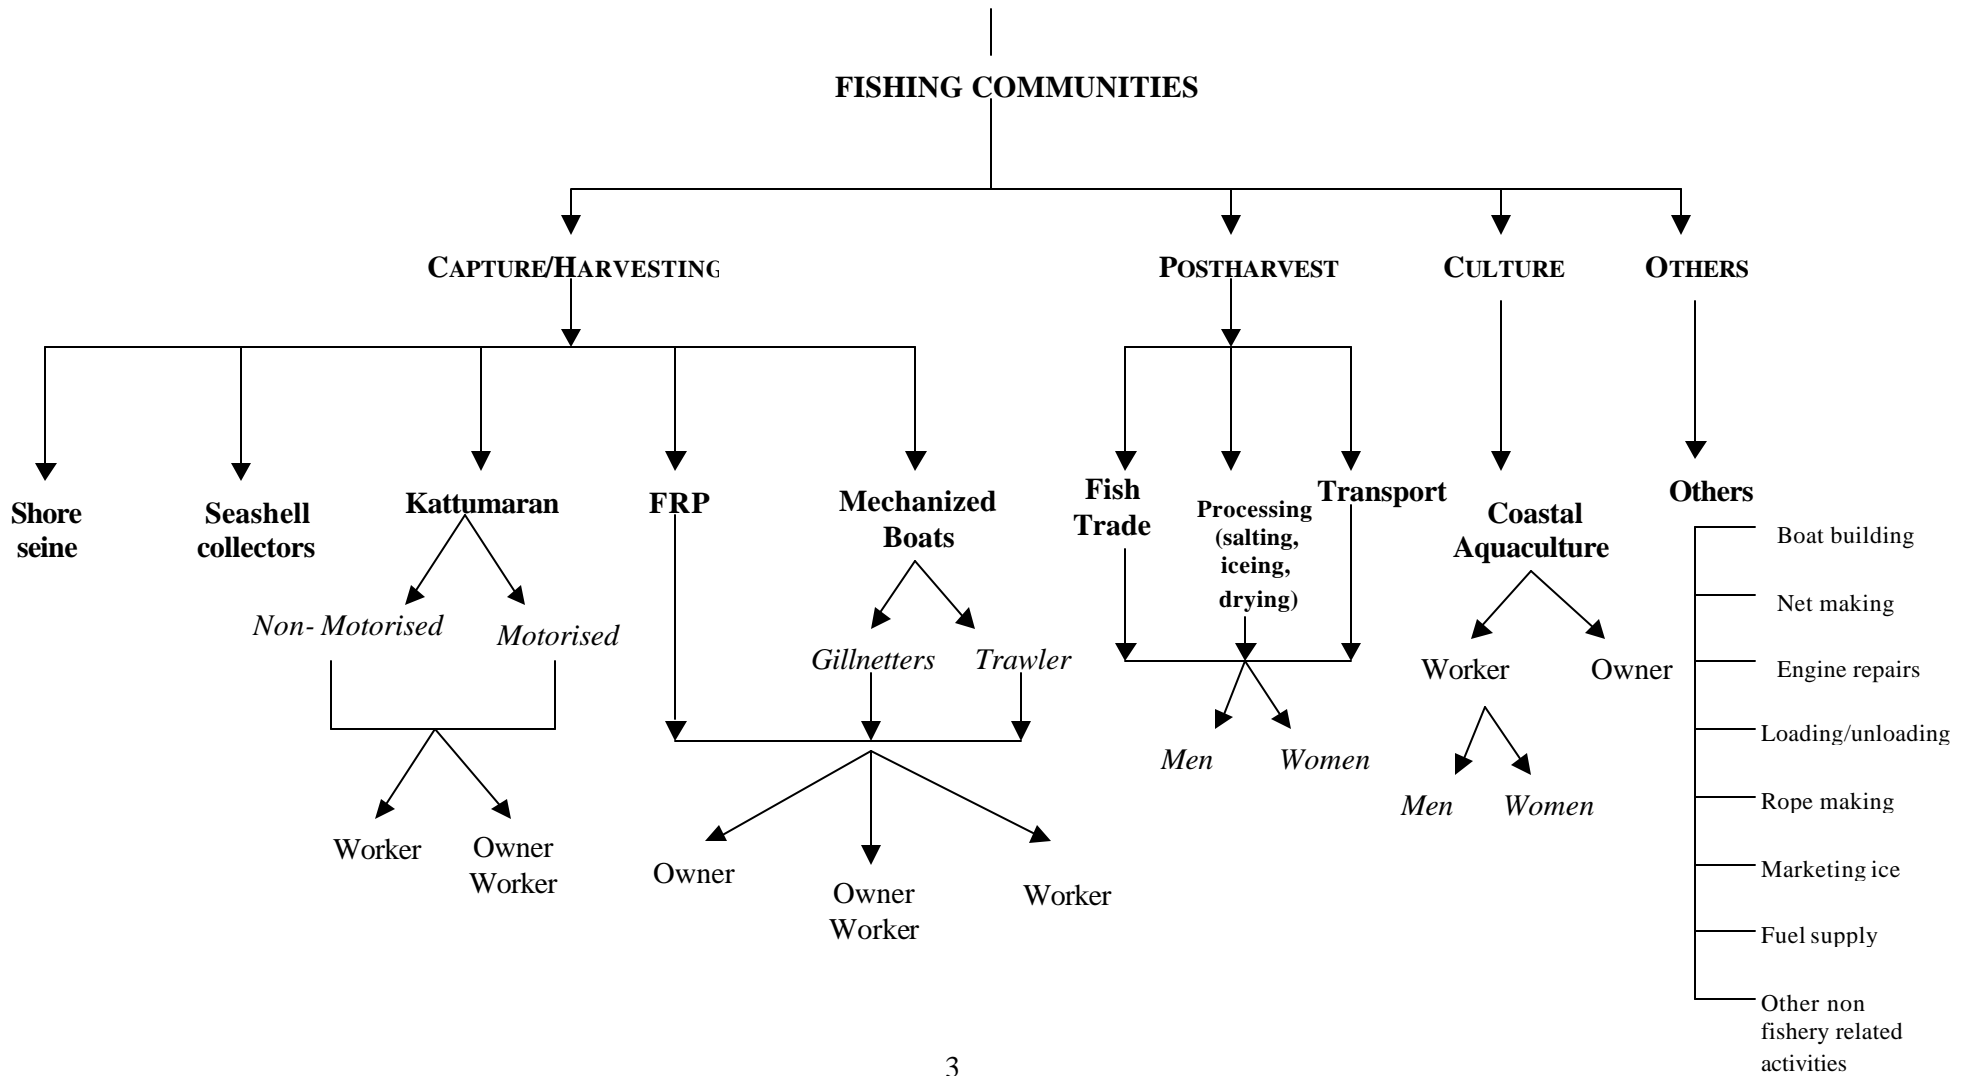 FISHING COMMUNITIES
CAPTURE/HARVESTING
POSTHARVEST
CULTURE
OTHERS
Shore
seine
Seashell
collectors
Kattumaran
FRP
Mechanized
Boats
Fish
Trade
Processing
(salting,
iceing,
drying)
Transport
Coastal
Aquaculture
Others
Non- Motorised
Motorised
Gillnetters
Trawler
Worker
Owner
Worker
Owner
Owner
Worker
Worker
Men
Women
Worker
Owner
Men
Women
Boat building
Net making
Engine repairs
Loading/unloading
Rope making
Marketing ice
Fuel supply
Other non
fishery related
activities
3